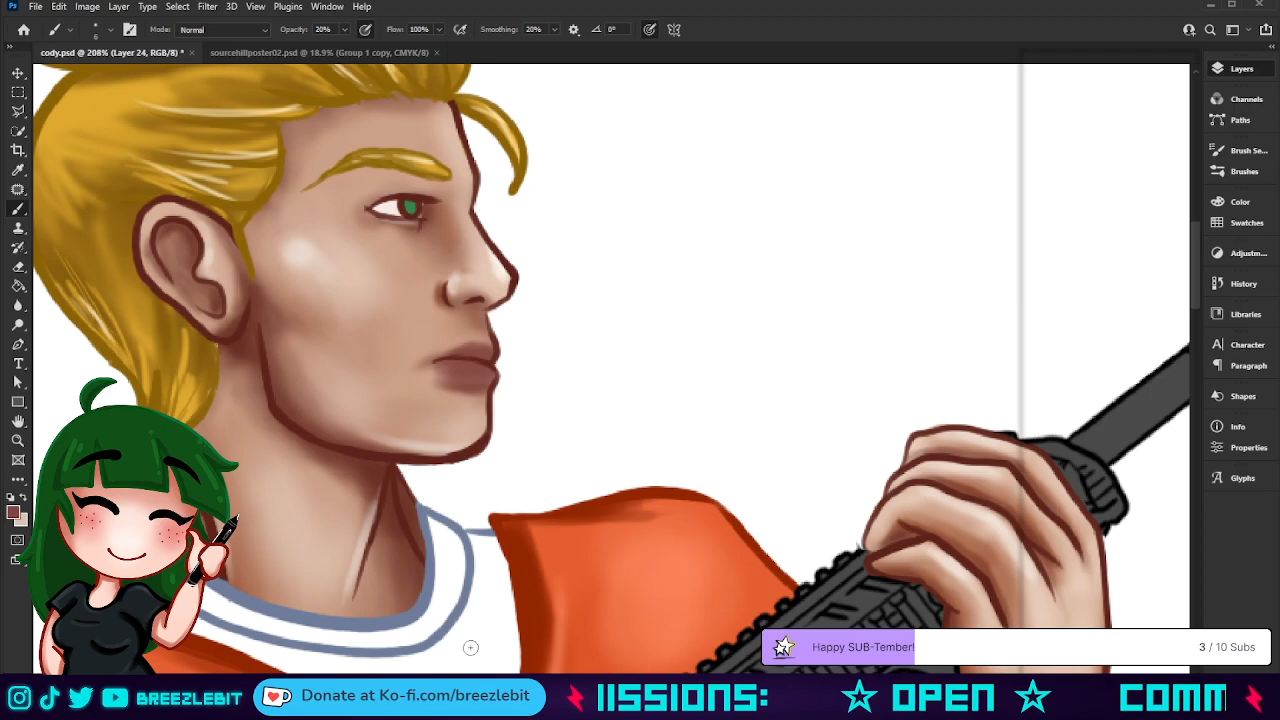 Ps File Edit Image Layer Type Select Filter 3D View Plugins Window Help
6 Mode: Normal Opacity: 20% Flow: 100% Smoothing: 20% 0°
cody.psd @ 208% (Layer 24, RGB/8) * × sourcehillposter02.psd @ 18.9% (Group 1 copy, CMYK/8) ×
Layers
Channels
Paths
Brush Se...
Brushes
Color
Swatches
Adjustm...
History
Libraries
Character
Paragraph
Shapes
Info
Properties
Glyphs
Happy SUB-Tember! 3 / 10 Subs
BREEZLEBIT Donate at Ko-fi.com/breezlebit IISSIONS: OPEN COMM